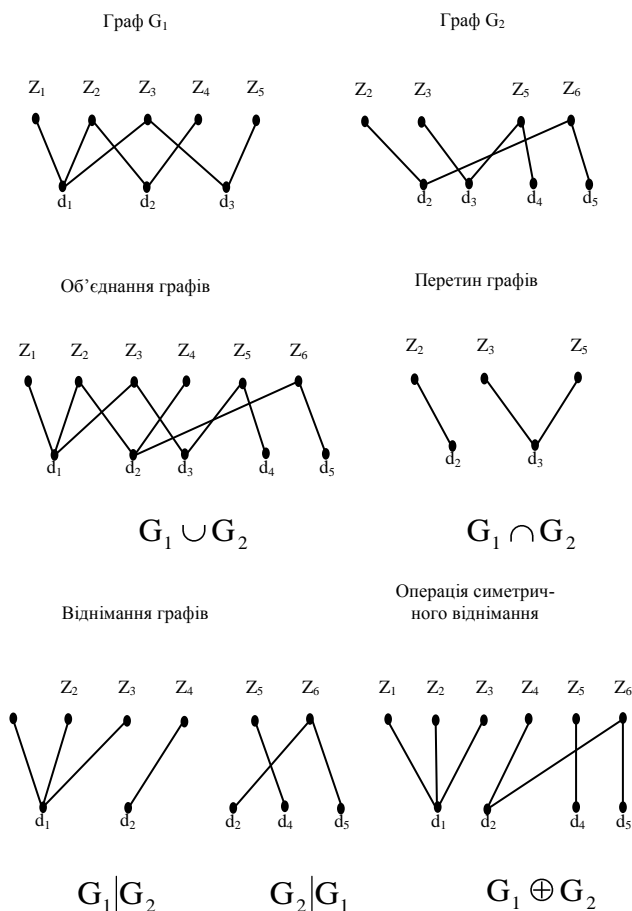 Граф G₁
Граф G₂
Z₁ Z₂ Z₃ Z₄ Z₅
Z₂ Z₃ Z₅ Z₆
d₁ d₂ d₃
d₂ d₃ d₄ d₅
Об’єднання графів
Перетин графів
Z₁ Z₂ Z₃ Z₄ Z₅ Z₆
Z₂ Z₃ Z₅
d₁ d₂ d₃ d₄ d₅
d₂ d₃
G₁ ∪ G₂
G₁ ∩ G₂
Віднімання графів
Операція симетрич-
ного віднімання
Z₂ Z₃ Z₄
Z₅ Z₆
Z₁ Z₂ Z₃ Z₄ Z₅ Z₆
d₁ d₂
d₂ d₄ d₅
d₁ d₂ d₄ d₅
G₁|G₂
G₂|G₁
G₁ ⊕ G₂